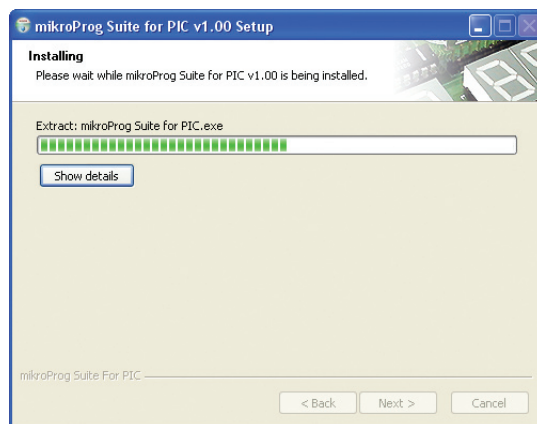 mikroProg Suite for PIC v1.00 Setup
Installing
Please wait while mikroProg Suite for PIC v1.00 is being installed.
Extract: mikroProg Suite for PIC.exe
Show details
mikroProg Suite For PIC
< Back Next > Cancel